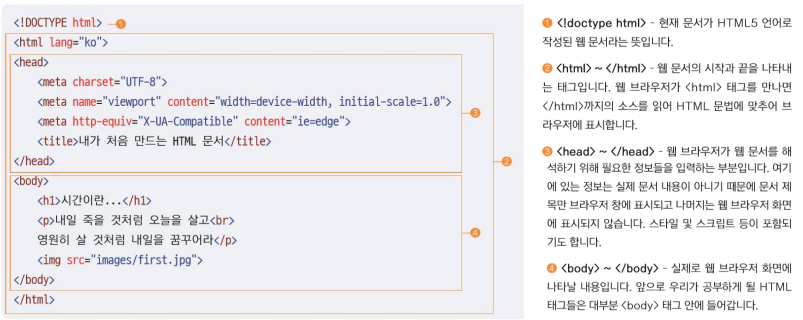 <!DOCTYPE html> ❶
<html lang="ko">
<head>
<meta charset="UTF-8">
<meta name="viewport" content="width=device-width, initial-scale=1.0">
<meta http-equiv="X-UA-Compatible" content="ie=edge">
❸
<title>내가 처음 만드는 HTML 문서</title>
</head>
❷
<body>
<h1>시간이란...</h1>
<p>내일 죽을 것처럼 오늘을 살고<br>
영원히 살 것처럼 내일을 꿈꾸어라</p>
❹
<img src="images/first.jpg">
</body>
</html>
❶ <!doctype html> - 현재 문서가 HTML5 언어로
작성된 웹 문서라는 뜻입니다.
❷ <html> ~ </html> - 웹 문서의 시작과 끝을 나타내
는 태그입니다. 웹 브라우저가 <html> 태그를 만나면
</html>까지의 소스를 읽어 HTML 문법에 맞추어 브
라우저에 표시합니다.
❸ <head> ~ </head> - 웹 브라우저가 웹 문서를 해
석하기 위해 필요한 정보들을 입력하는 부분입니다. 여기
에 있는 정보는 실제 문서 내용이 아니기 때문에 문서 제
목만 브라우저 창에 표시되고 나머지는 웹 브라우저 화면
에 표시되지 않습니다. 스타일 및 스크립트 등이 포함되
기도 합니다.
❹ <body> ~ </body> - 실제로 웹 브라우저 화면에
나타날 내용입니다. 앞으로 우리가 공부하게 될 HTML
태그들은 대부분 <body> 태그 안에 들어갑니다.